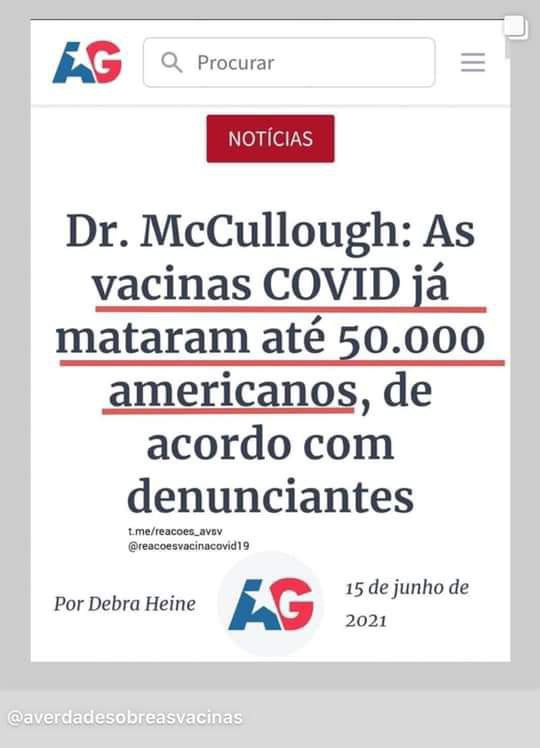 AG
Procurar
NOTÍCIAS
Dr. McCullough: As
vacinas COVID já
mataram até 50.000
americanos, de
acordo com
denunciantes
t.me/reacoes_avsv
@reacoesvacinacovid19
Por Debra Heine
AG
15 de junho de
2021
@averdadesobreasvacinas